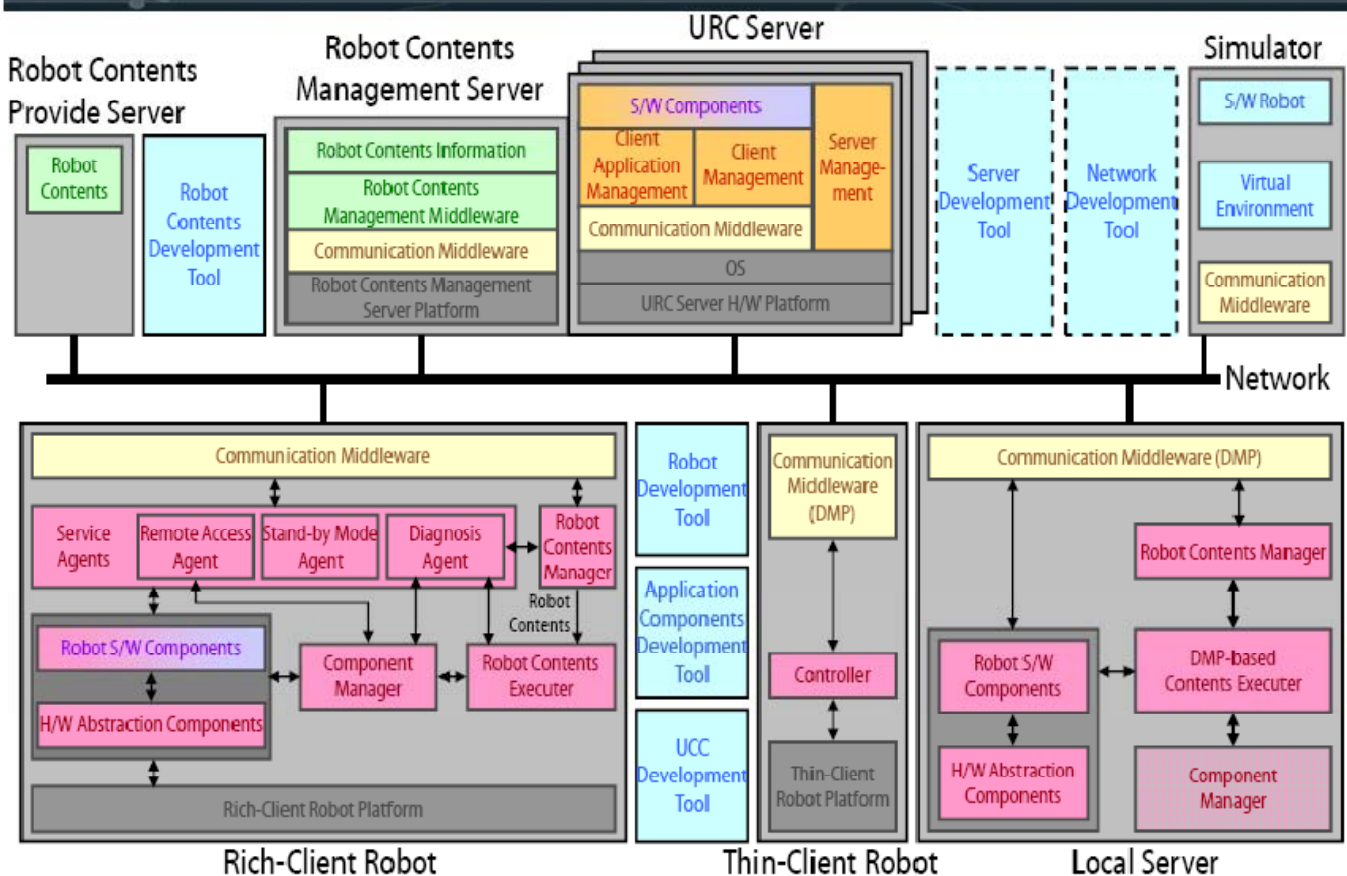 URC Server
Robot Contents
Management Server
Simulator
Robot Contents
Provide Server
Robot
Contents
Robot
Contents
Development
Tool
Robot Contents Information
Robot Contents
Management Middleware
Communication Middleware
Robot Contents Management
Server Platform
S/W Components
Client
Application
Management
Client
Management
Server
Manage-
ment
Communication Middleware
OS
URC Server H/W Platform
Server
Development
Tool
Network
Development
Tool
S/W Robot
Virtual
Environment
Communication
Middleware
Network
Communication Middleware
Service
Agents
Remote Access
Agent
Stand-by Mode
Agent
Diagnosis
Agent
Robot
Contents
Manager
Robot
Contents
Robot S/W Components
H/W Abstraction Components
Component
Manager
Robot Contents
Executer
Rich-Client Robot Platform
Rich-Client Robot
Robot
Development
Tool
Application
Components
Development
Tool
UCC
Development
Tool
Communication
Middleware
(DMP)
Controller
Thin-Client
Robot Platform
Thin-Client Robot
Communication Middleware (DMP)
Robot Contents Manager
Robot S/W
Components
DMP-based
Contents Executer
H/W Abstraction
Components
Component
Manager
Local Server